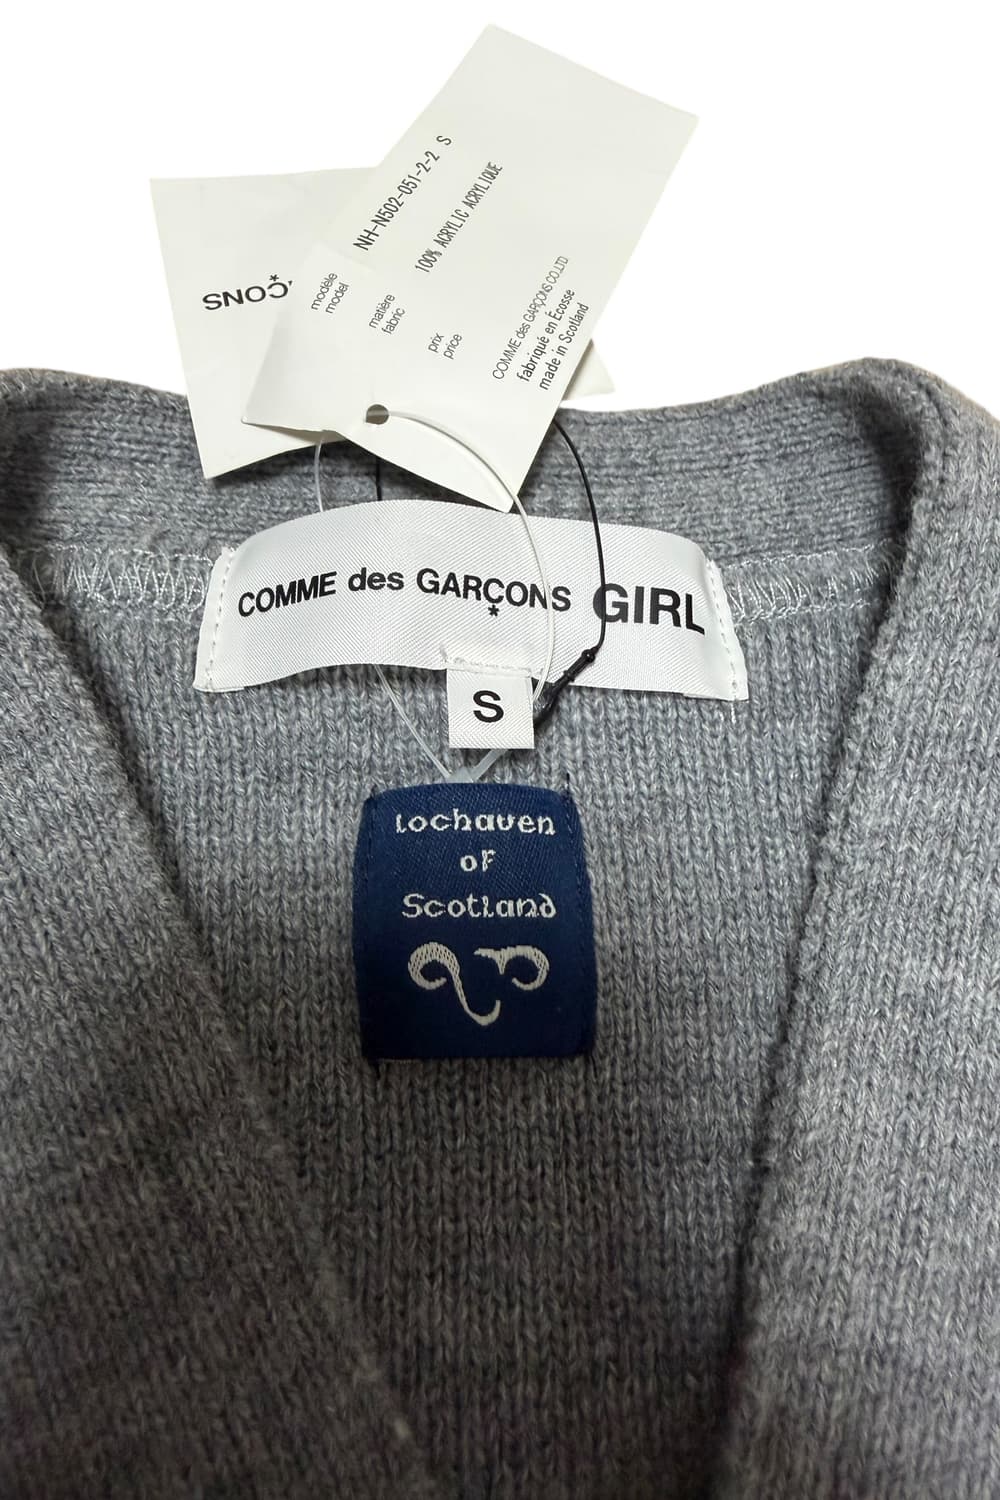 NH-N502-051-2-2 S
100% ACRYLIC ACRYLIQUE
modèle
model
matière
fabric
prix
price
COMME des GARÇONS CO.,LTD
fabriqué en Écosse
made in Scotland
ÇONS
*
COMME des GARÇONS GIRL
*
S
Lochaven
of
Scotland